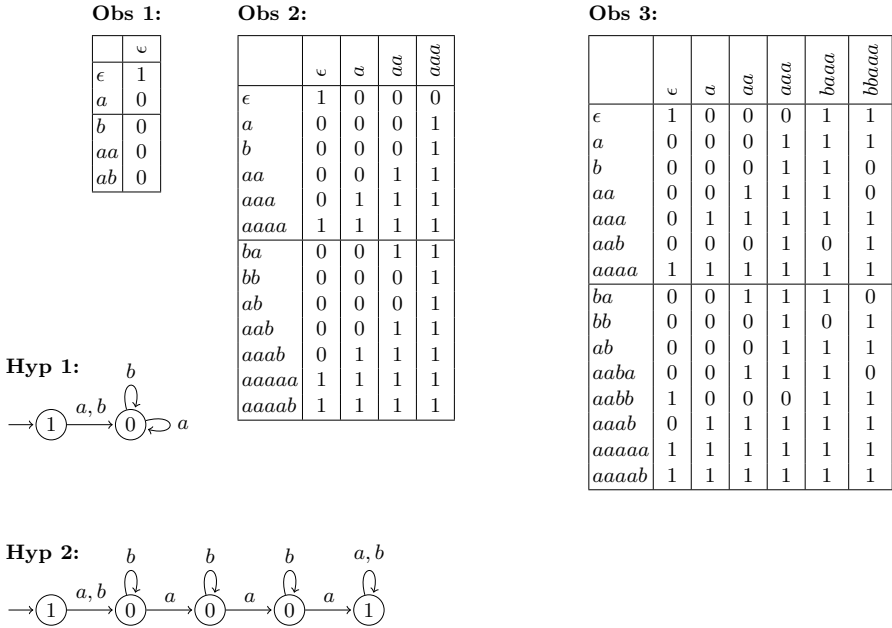 Obs 1:
ϵ
ϵ 1
a 0
b 0
aa 0
ab 0
Obs 2:
ϵ a aa aaa
ϵ 1 0 0 0
a 0 0 0 1
b 0 0 0 1
aa 0 0 1 1
aaa 0 1 1 1
aaaa 1 1 1 1
ba 0 0 1 1
bb 0 0 0 1
ab 0 0 0 1
aab 0 0 1 1
aaab 0 1 1 1
aaaaa 1 1 1 1
aaaab 1 1 1 1
Obs 3:
ϵ a aa aaa baaa bbaaa
ϵ 1 0 0 0 1 1
a 0 0 0 1 1 1
b 0 0 0 1 1 0
aa 0 0 1 1 1 0
aaa 0 1 1 1 1 1
aab 0 0 0 1 0 1
aaaa 1 1 1 1 1 1
ba 0 0 1 1 1 0
bb 0 0 0 1 0 1
ab 0 0 0 1 1 1
aaba 0 0 1 1 1 0
aabb 1 0 0 0 1 1
aaab 0 1 1 1 1 1
aaaaa 1 1 1 1 1 1
aaaab 1 1 1 1 1 1
Hyp 1:
b
1 a, b 0 a
Hyp 2:
b b b a, b
1 a, b 0 a 0 a 0 a 1